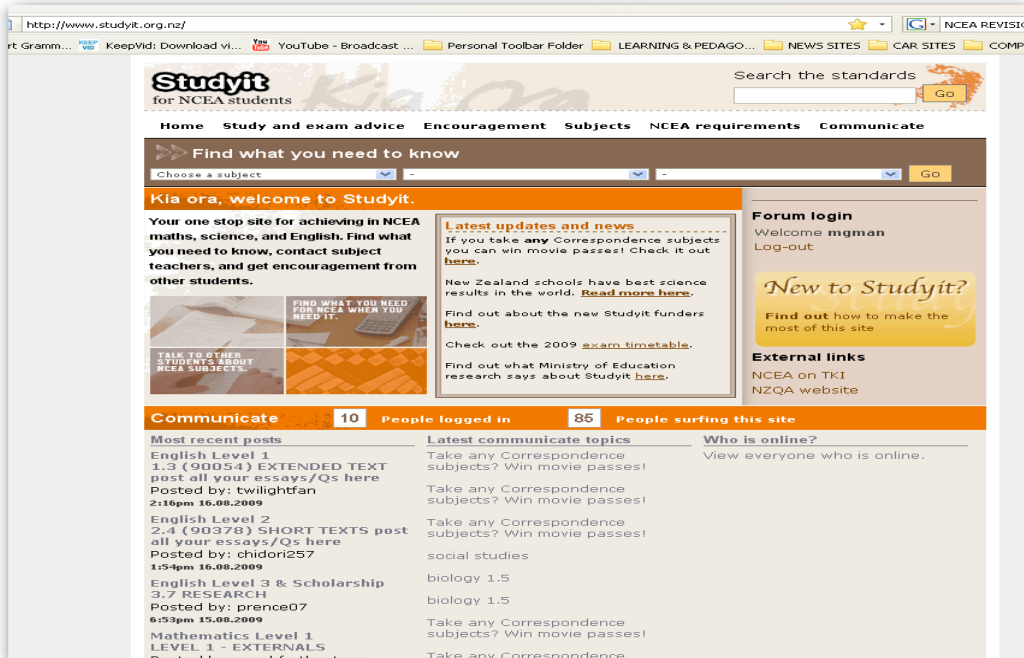 http://www.studyit.org.nz/
NCEA REVISIO
rt Gramm... KEEP VID KeepVid: Download vi... You Tube YouTube - Broadcast ... Personal Toolbar Folder LEARNING & PEDAGO... NEWS SITES CAR SITES COMP
Studyit
for NCEA students
Kia ora
Search the standards
Go
Home Study and exam advice Encouragement Subjects NCEA requirements Communicate
Find what you need to know
Choose a subject - - Go
Kia ora, welcome to Studyit.
Your one stop site for achieving in NCEA
maths, science, and English. Find what
you need to know, contact subject
teachers, and get encouragement from
other students.
FIND WHAT YOU NEED
FOR NCEA WHEN YOU
NEED IT.
TALK TO OTHER
STUDENTS ABOUT
NCEA SUBJECTS.
Latest updates and news
If you take any Correspondence subjects
you can win movie passes! Check it out
here.
New Zealand schools have best science
results in the world. Read more here.
Find out about the new Studyit funders
here.
Check out the 2009 exam timetable.
Find out what Ministry of Education
research says about Studyit here.
Forum login
Welcome mgman
Log-out
New to Studyit?
Find out how to make the
most of this site
External links
NCEA on TKI
NZQA website
Communicate 10 People logged in 85 People surfing this site
Most recent posts
English Level 1
1.3 (90054) EXTENDED TEXT
post all your essays/Qs here
Posted by: twilightfan
2:16pm 16.08.2009
English Level 2
2.4 (90378) SHORT TEXTS post
all your essays/Qs here
Posted by: chidori257
1:54pm 16.08.2009
English Level 3 & Scholarship
3.7 RESEARCH
Posted by: prence07
6:53pm 15.08.2009
Mathematics Level 1
LEVEL 1 - EXTERNALS
Latest communicate topics
Take any Correspondence
subjects? Win movie passes!
Take any Correspondence
subjects? Win movie passes!
Take any Correspondence
subjects? Win movie passes!
social studies
biology 1.5
biology 1.5
Take any Correspondence
subjects? Win movie passes!
Take any Correspondence
Who is online?
View everyone who is online.